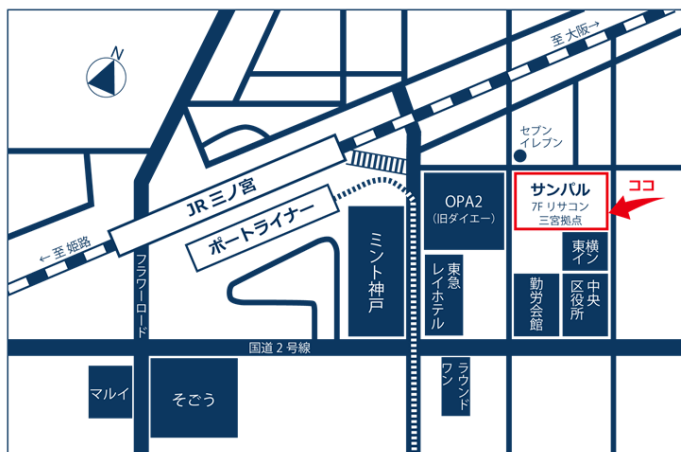 N
至 大阪→
セブン
イレブン
JR 三ノ宮
ポートライナー
← 至 姫路
フラワーロード
ミント神戸
OPA2
（旧ダイエー）
サンパル
7F リサコン
三宮拠点
ココ
東横
イン
東急
レイホテル
勤労会館
中央
区役所
国道 2 号線
マルイ
そごう
ラウンド
ワン